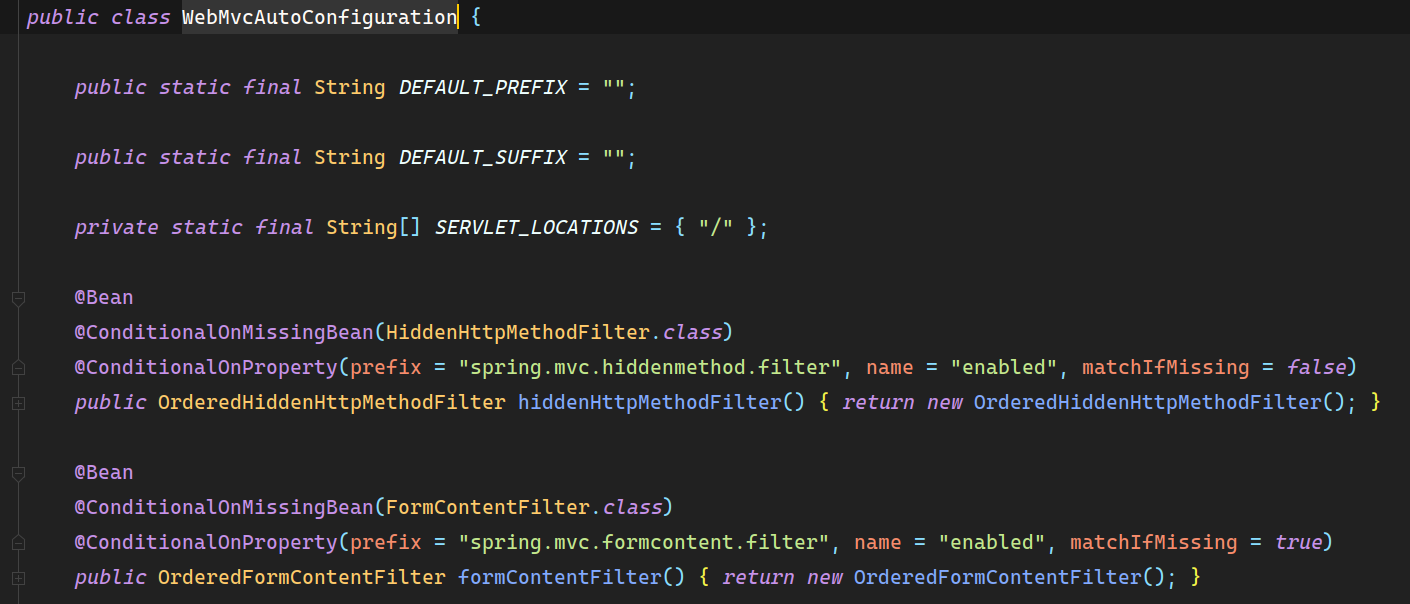 public class WebMvcAutoConfiguration {
public static final String DEFAULT_PREFIX = "";
public static final String DEFAULT_SUFFIX = "";
private static final String[] SERVLET_LOCATIONS = { "/" };
@Bean
@ConditionalOnMissingBean(HiddenHttpMethodFilter.class)
@ConditionalOnProperty(prefix = "spring.mvc.hiddenmethod.filter", name = "enabled", matchIfMissing = false)
public OrderedHiddenHttpMethodFilter hiddenHttpMethodFilter() { return new OrderedHiddenHttpMethodFilter(); }
@Bean
@ConditionalOnMissingBean(FormContentFilter.class)
@ConditionalOnProperty(prefix = "spring.mvc.formcontent.filter", name = "enabled", matchIfMissing = true)
public OrderedFormContentFilter formContentFilter() { return new OrderedFormContentFilter(); }